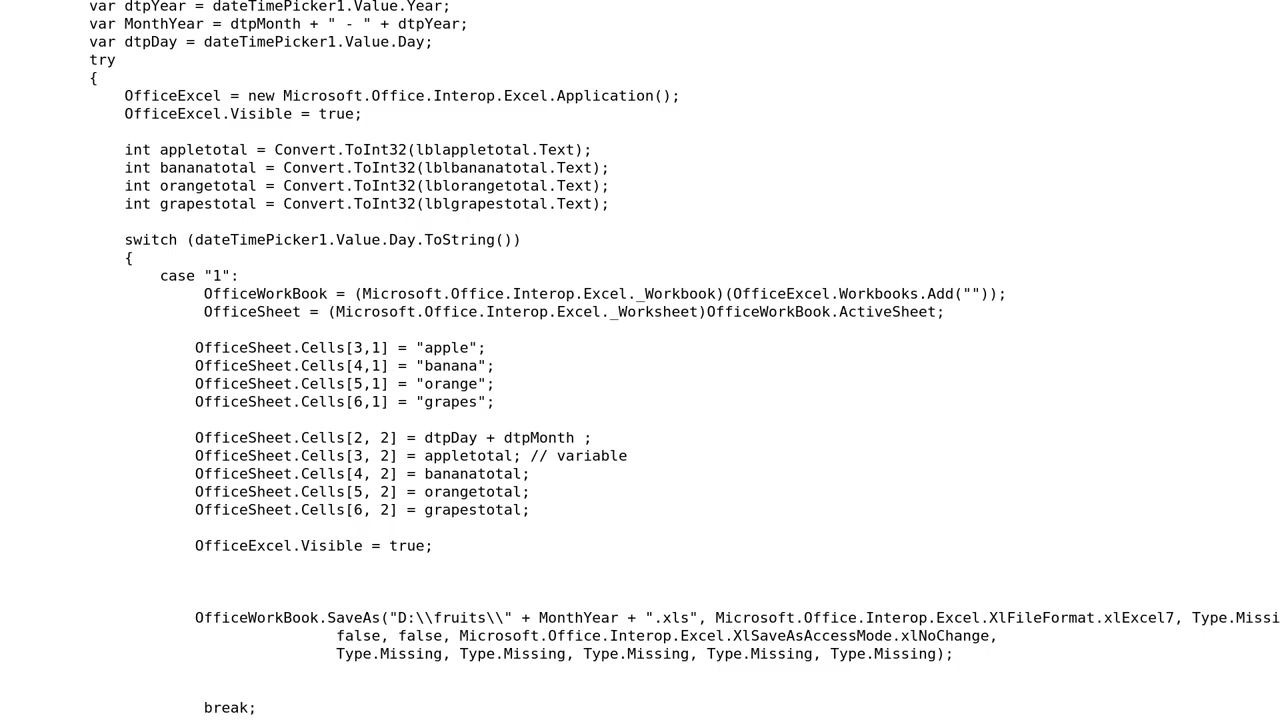 var dtpYear = dateTimePicker1.Value.Year;
var MonthYear = dtpMonth + " - " + dtpYear;
var dtpDay = dateTimePicker1.Value.Day;
try
{
OfficeExcel = new Microsoft.Office.Interop.Excel.Application();
OfficeExcel.Visible = true;
int appletotal = Convert.ToInt32(lblappletotal.Text);
int bananatotal = Convert.ToInt32(lblbananatotal.Text);
int orangetotal = Convert.ToInt32(lblorangetotal.Text);
int grapestotal = Convert.ToInt32(lblgrapestotal.Text);
switch (dateTimePicker1.Value.Day.ToString())
{
case "1":
OfficeWorkBook = (Microsoft.Office.Interop.Excel._Workbook)(OfficeExcel.Workbooks.Add(""));
OfficeSheet = (Microsoft.Office.Interop.Excel._Worksheet)OfficeWorkBook.ActiveSheet;
OfficeSheet.Cells[3,1] = "apple";
OfficeSheet.Cells[4,1] = "banana";
OfficeSheet.Cells[5,1] = "orange";
OfficeSheet.Cells[6,1] = "grapes";
OfficeSheet.Cells[2, 2] = dtpDay + dtpMonth ;
OfficeSheet.Cells[3, 2] = appletotal; // variable
OfficeSheet.Cells[4, 2] = bananatotal;
OfficeSheet.Cells[5, 2] = orangetotal;
OfficeSheet.Cells[6, 2] = grapestotal;
OfficeExcel.Visible = true;
OfficeWorkBook.SaveAs("D:\\fruits\\" + MonthYear + ".xls", Microsoft.Office.Interop.Excel.XlFileFormat.xlExcel7, Type.Missi
false, false, Microsoft.Office.Interop.Excel.XlSaveAsAccessMode.xlNoChange,
Type.Missing, Type.Missing, Type.Missing, Type.Missing, Type.Missing);
break;